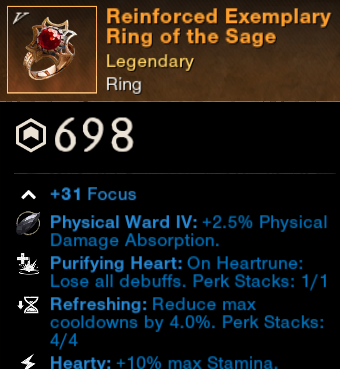 V
Reinforced Exemplary
Ring of the Sage
Legendary
Ring
698
+31 Focus
Physical Ward IV: +2.5% Physical
Damage Absorption.
Purifying Heart: On Heartrune:
Lose all debuffs. Perk Stacks: 1/1
Refreshing: Reduce max
cooldowns by 4.0%. Perk Stacks:
4/4
Hearty: +10% max Stamina.